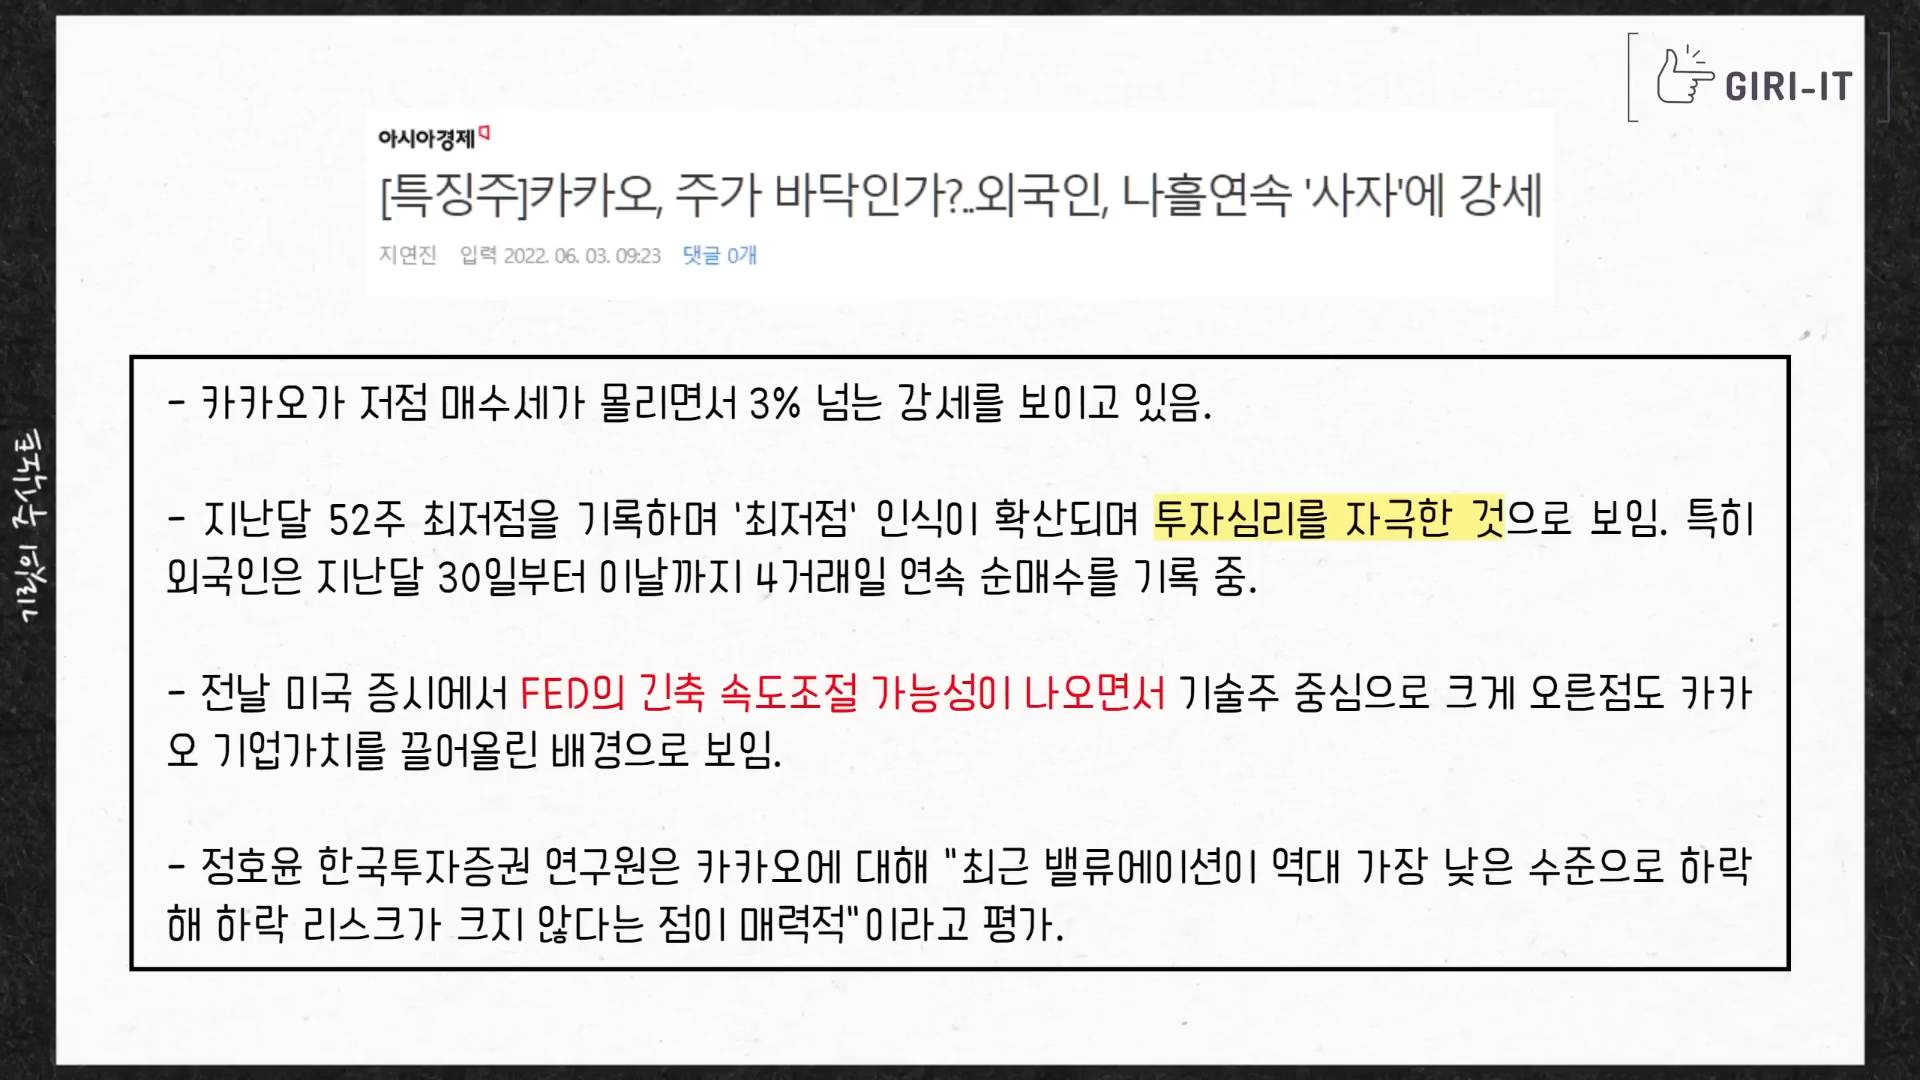 GIRI-IT
아시아경제
[특징주]카카오, 주가 바닥인가?..외국인, 나흘연속 '사자'에 강세
지연진 입력 2022. 06. 03. 09:23 댓글 0개
- 카카오가 저점 매수세가 몰리면서 3% 넘는 강세를 보이고 있음.
- 지난달 52주 최저점을 기록하며 '최저점' 인식이 확산되며 투자심리를 자극한 것으로 보임. 특히
외국인은 지난달 30일부터 이날까지 4거래일 연속 순매수를 기록 중.
- 전날 미국 증시에서 FED의 긴축 속도조절 가능성이 나오면서 기술주 중심으로 크게 오른점도 카카
오 기업가치를 끌어올린 배경으로 보임.
- 정호윤 한국투자증권 연구원은 카카오에 대해 "최근 밸류에이션이 역대 가장 낮은 수준으로 하락
해 하락 리스크가 크지 않다는 점이 매력적"이라고 평가.
기릿의 주식노트